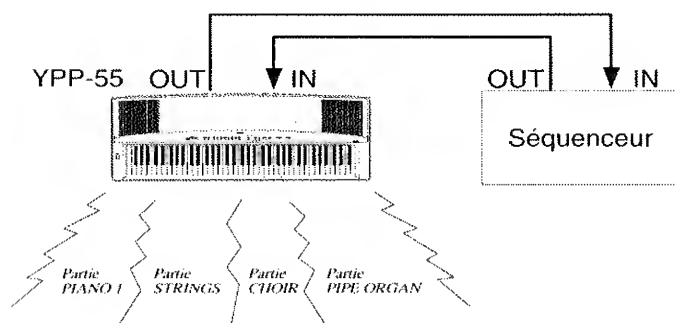 YPP-55 OUT IN OUT IN
Séquenceur
Partie Partie Partie Partie
PIANO 1 STRINGS CHOIR PIPE ORGAN